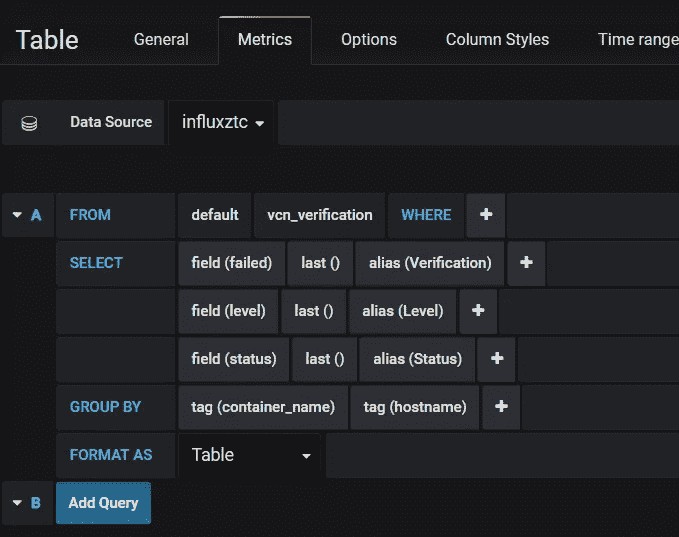 Table General Metrics Options Column Styles Time range
Data Source influxztc
A FROM default vcn_verification WHERE +
SELECT field (failed) last () alias (Verification) +
field (level) last () alias (Level) +
field (status) last () alias (Status) +
GROUP BY tag (container_name) tag (hostname) +
FORMAT AS Table
B Add Query